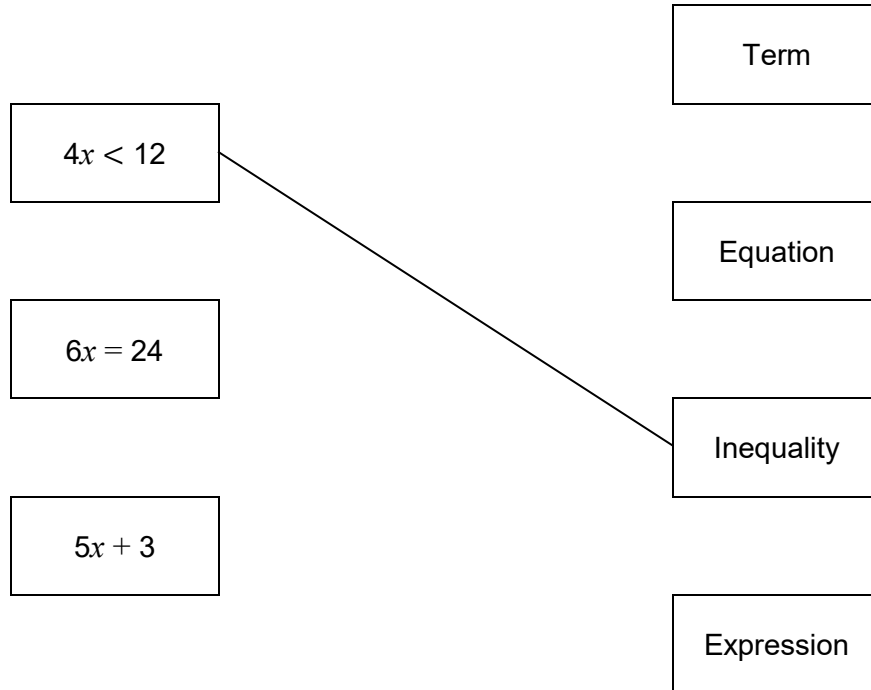 Term
4x < 12
Equation
6x = 24
Inequality
5x + 3
Expression